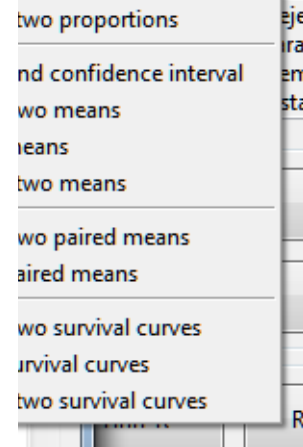 two proportions
nd confidence interval
wo means
neans
two means
wo paired means
aired means
wo survival curves
urvival curves
two survival curves